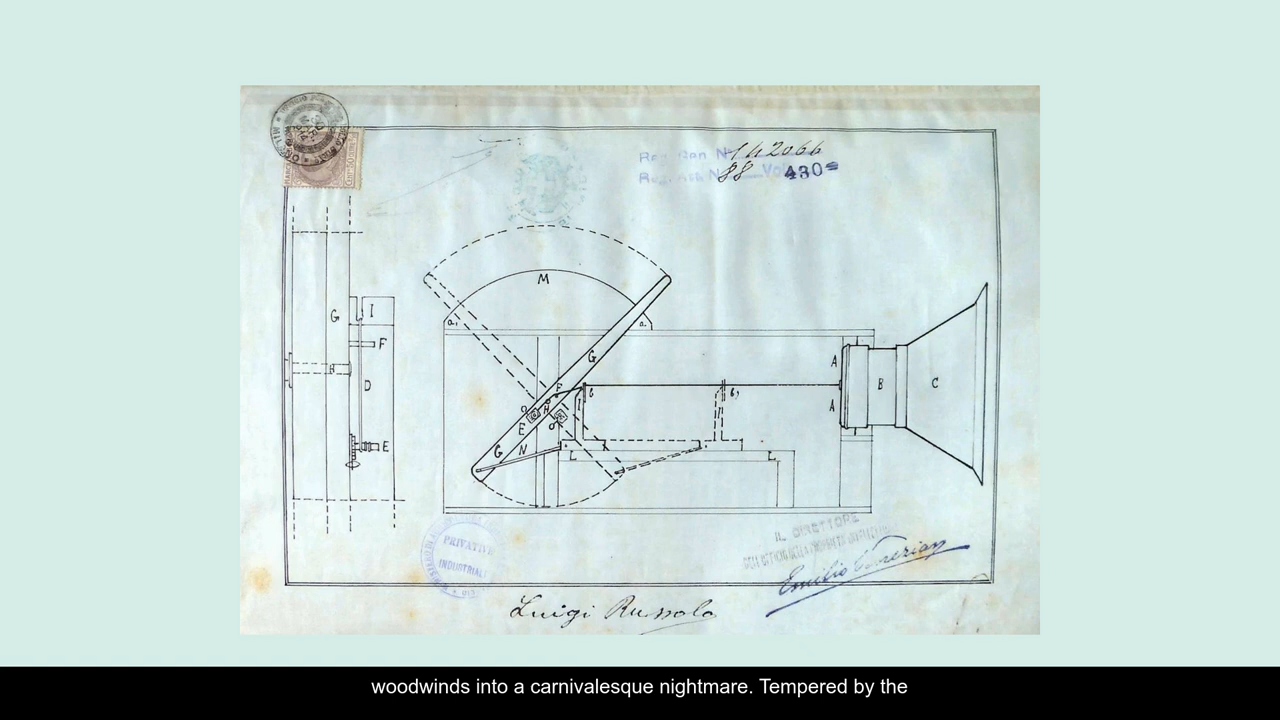 Reg. Gen. N. 142066
Reg. Att. N. 88 Vol. 430
M
a, a.
G I
F
H D
E
G
F b b,
A
A
B C
E
G N
L L
PRIVATIVE
INDUSTRIALI
IL DIRETTORE
Luigi Russolo
woodwinds into a carnivalesque nightmare. Tempered by the